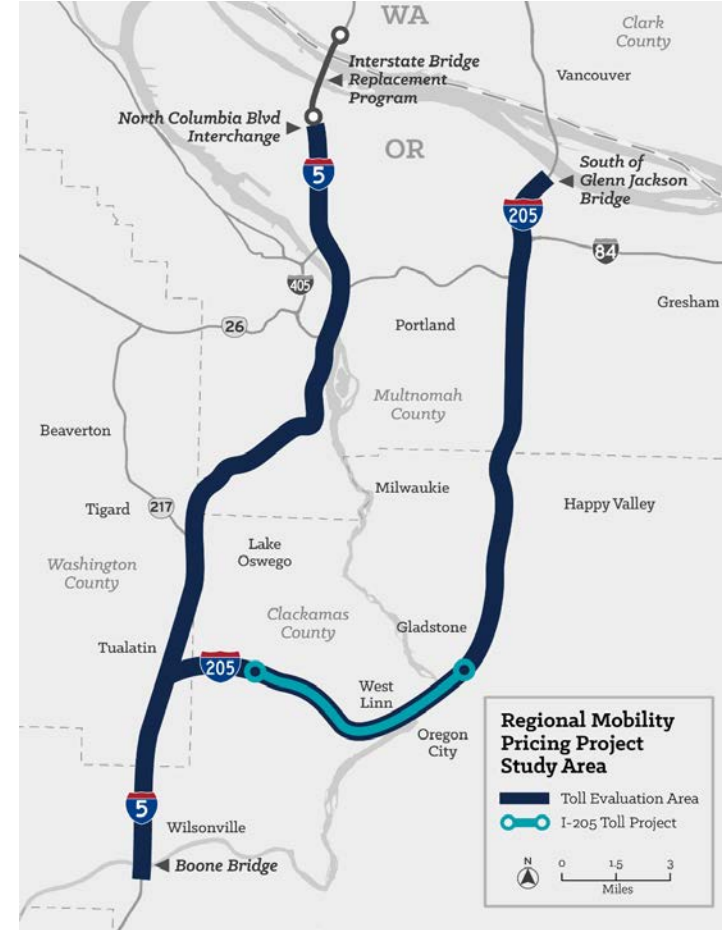 WA
Clark
County
Interstate Bridge
Replacement
Program
Vancouver
North Columbia Blvd
Interchange
OR
5
South of
Glenn Jackson
Bridge
205
84
405
Gresham
26
Portland
Multnomah
County
Beaverton
Milwaukie
Happy Valley
Tigard
217
Lake
Oswego
Washington
County
Clackamas
County
Gladstone
Tualatin
205
West
Linn
Oregon
City
5
Wilsonville
Boone Bridge
Regional Mobility
Pricing Project
Study Area
Toll Evaluation Area
I-205 Toll Project
N
0 1.5 3
Miles